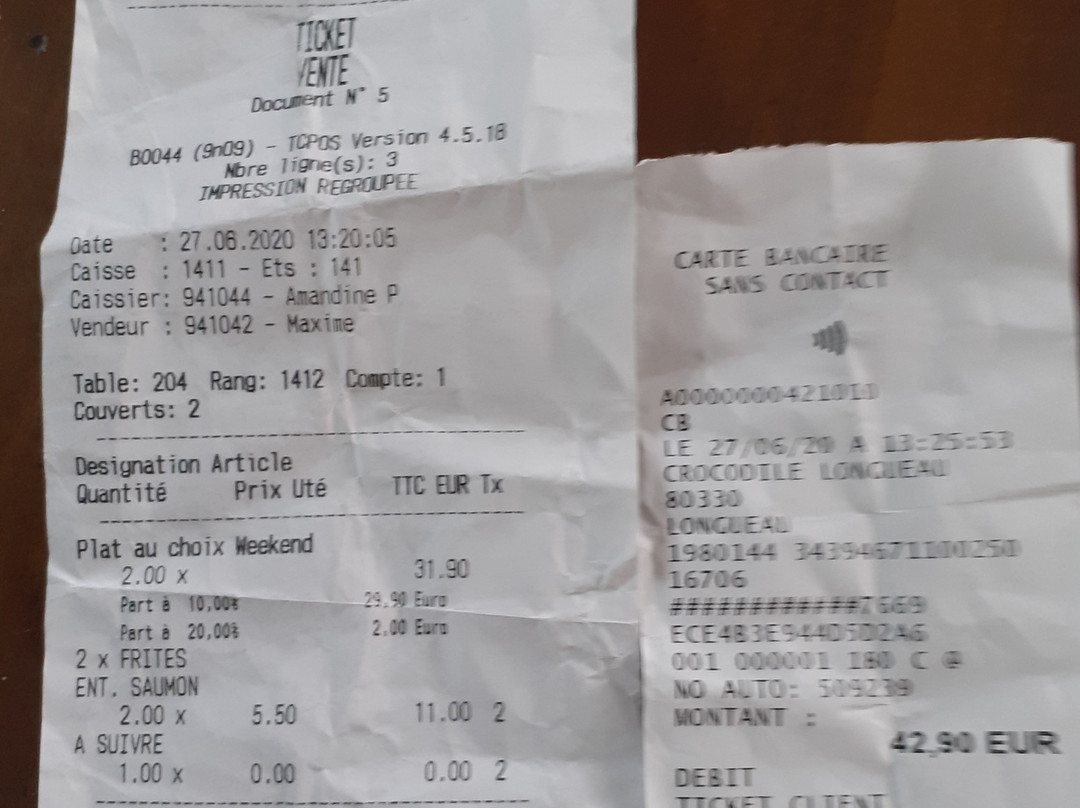 TICKET
VENTE
Document N° 5
B0044 (9n09) - TCPOS Version 4.5.18
Nbre ligne(s): 3
IMPRESSION REGROUPEE
Date : 27.06.2020 13:20:05
Caisse : 1411 - Ets : 141
Caissier: 941044 - Amandine P
Vendeur : 941042 - Maxime
Table: 204 Rang: 1412 Compte: 1
Couverts: 2
Designation Article
Quantité Prix Uté TTC EUR Tx
Plat au choix Weekend
2.00 x 31.90
Part à 10,00% 29.90 Euro
Part à 20,00% 2.00 Euro
2 x FRITES
ENT. SAUMON
2.00 x 5.50 11.00 2
A SUIVRE
1.00 x 0.00 0.00 2
CARTE BANCAIRE
SANS CONTACT
A0000000421010
CB
LE 27/06/20 A 13:25:53
CROCODILE LONGUEAU
80330
LONGUEAU
1980144 34394671100250
16706
############7669
ECE4B3E944D5D2A6
001 000001 180 C @
NO AUTO: 509239
MONTANT :
42,90 EUR
DEBIT
TICKET CLIENT